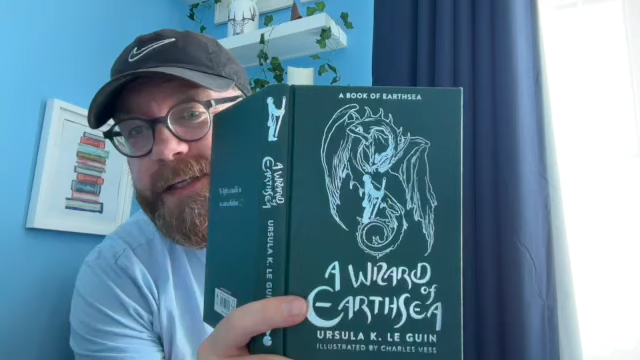 A BOOK OF EARTHSEA
A WIZARD
of
EARTHSEA
URSULA K. LE GUIN
ILLUSTRATED BY CHARLES VESS
A WIZARD
of
EARTHSEA
URSULA K. LE GUIN